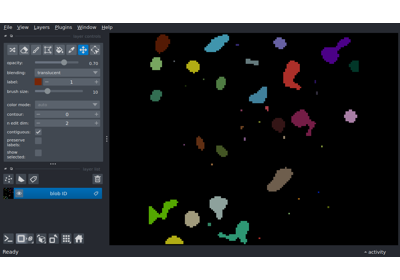 File View Layers Plugins Window Help
opacity: 0.70
blending: translucent
label: 1
brush size: 10
color mode:
contour: 0
n edit dim: 2
contiguous:
preserve
labels:
show
selected:
blob ID
Ready activity